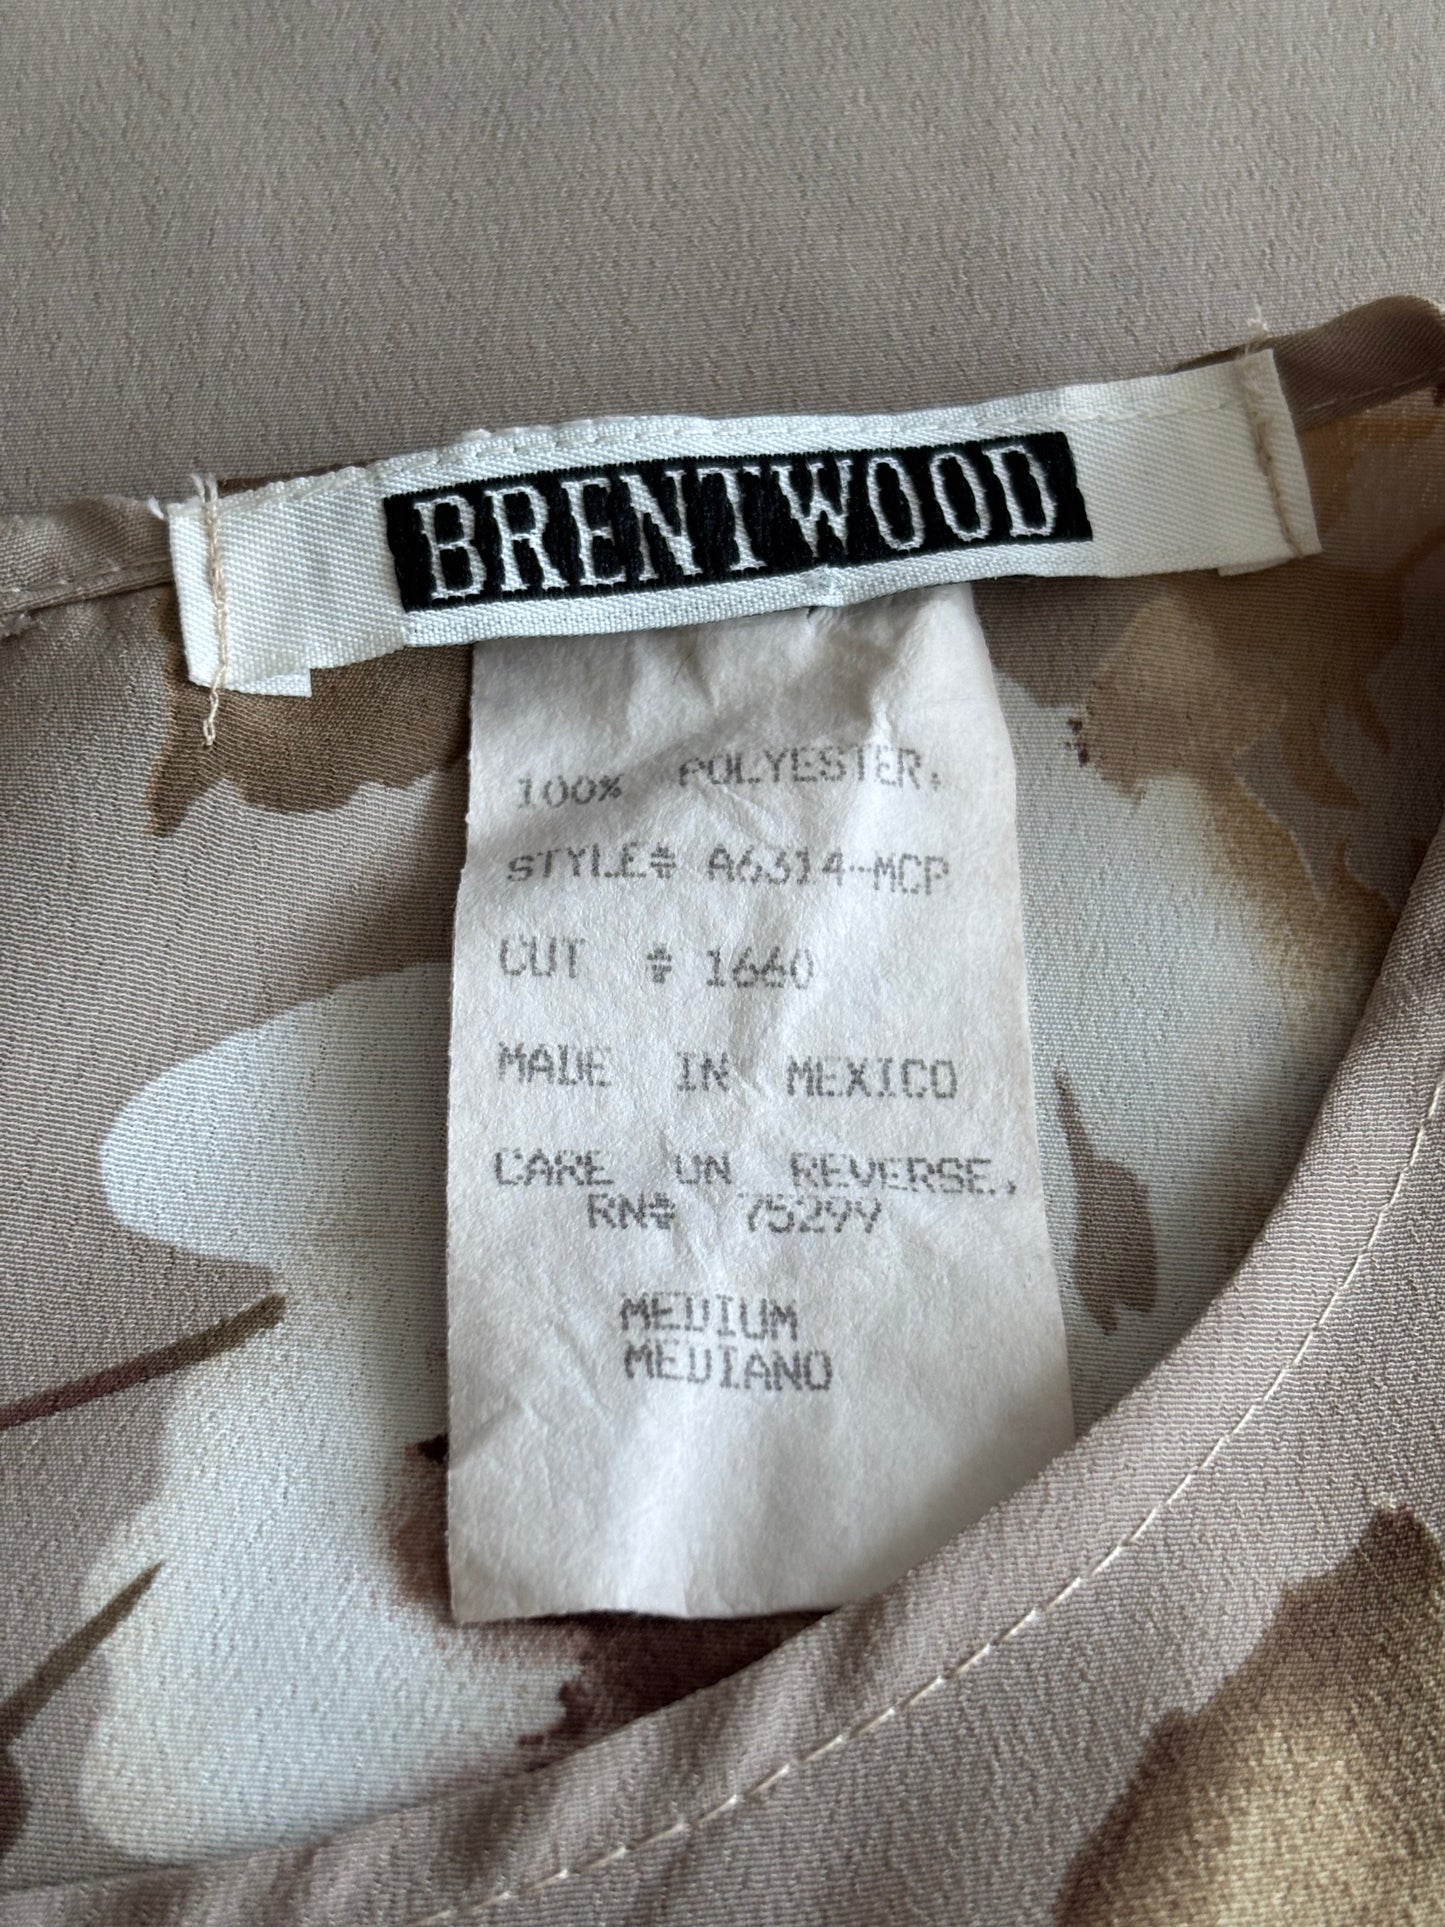 BRENTWOOD
100% POLYESTER.
STYLE# A6314-MCP
CUT # 1660
MADE IN MEXICO
CARE ON REVERSE.
RN# 75299
MEDIUM
MEDIANO